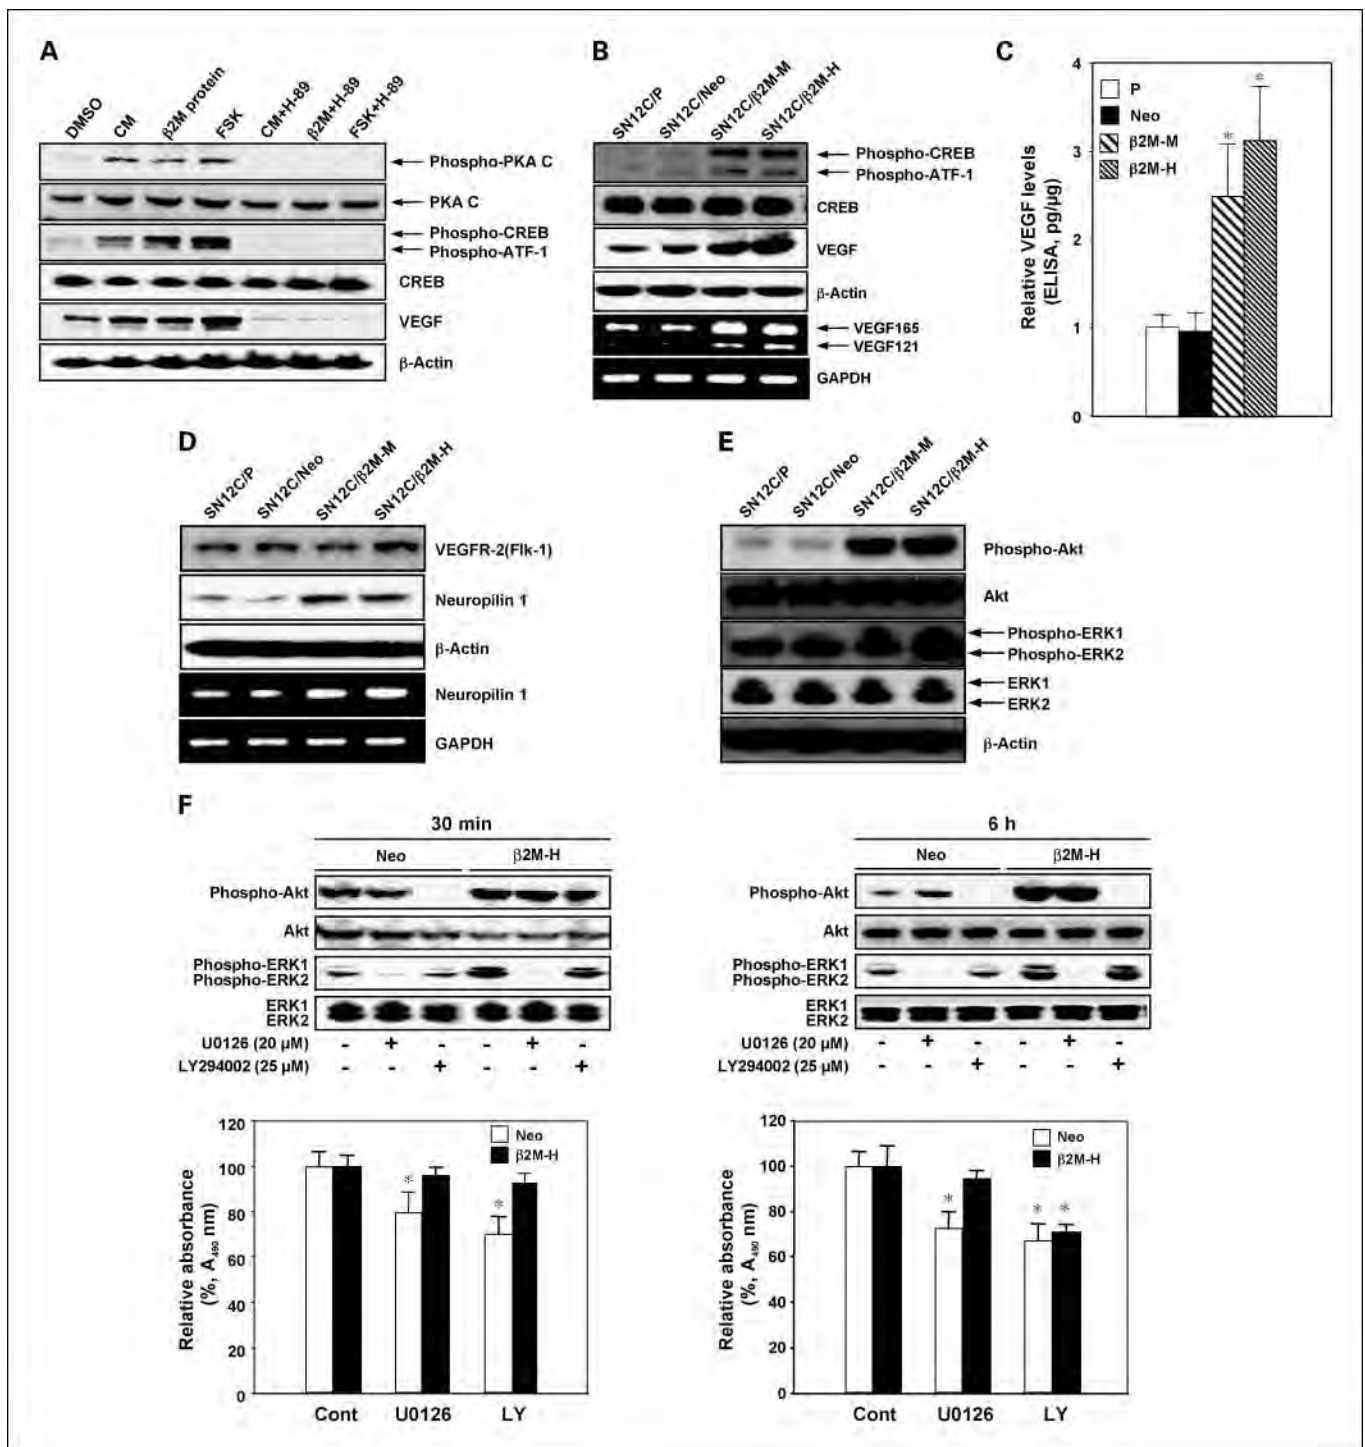 A
DMSO
CM
β2M protein
FSK
CM+H-89
β2M+H-89
FSK+H-89
Phospho-PKA C
PKA C
Phospho-CREB
Phospho-ATF-1
CREB
VEGF
β-Actin
B
SN12C/P
SN12C/Neo
SN12C/β2M-M
SN12C/β2M-H
Phospho-CREB
Phospho-ATF-1
CREB
VEGF
β-Actin
VEGF165
VEGF121
GAPDH
C
Relative VEGF levels
(ELISA, pg/μg)
4
3
2
1
0
P
Neo
β2M-M
β2M-H
*
*
D
SN12C/P
SN12C/Neo
SN12C/β2M-M
SN12C/β2M-H
VEGFR-2(Flk-1)
Neuropilin 1
β-Actin
Neuropilin 1
GAPDH
E
SN12C/P
SN12C/Neo
SN12C/β2M-M
SN12C/β2M-H
Phospho-Akt
Akt
Phospho-ERK1
Phospho-ERK2
ERK1
ERK2
β-Actin
F
30 min
Neo β2M-H
Phospho-Akt
Akt
Phospho-ERK1
Phospho-ERK2
ERK1
ERK2
U0126 (20 μM) - + - - + -
LY294002 (25 μM) - - + - - +
6 h
Neo β2M-H
Phospho-Akt
Akt
Phospho-ERK1
Phospho-ERK2
ERK1
ERK2
U0126 (20 μM) - + - - + -
LY294002 (25 μM) - - + - - +
Relative absorbance
(%, A490 nm)
120
100
80
60
40
20
0
Neo
β2M-H
*
*
Cont U0126 LY
Relative absorbance
(%, A490 nm)
120
100
80
60
40
20
0
Neo
β2M-H
*
* *
Cont U0126 LY